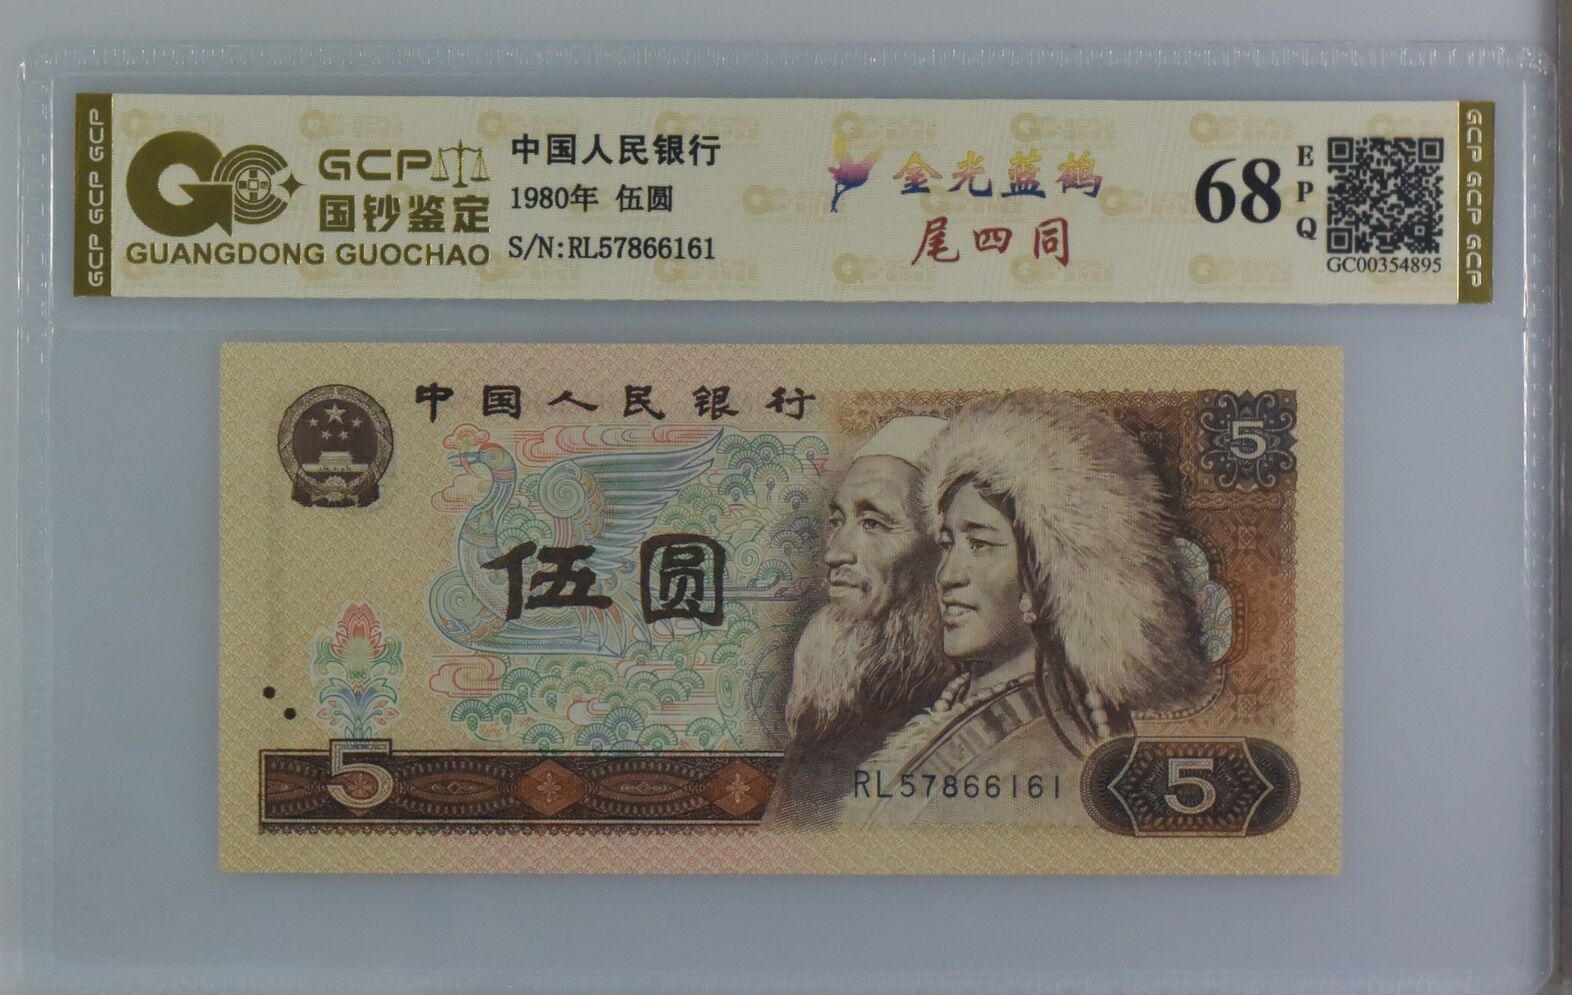 GCP GCP GCP
GCP
国钞鉴定
GUANGDONG GUOCHAO
中国人民银行
1980年 伍圆
S/N:RL57866161
金光蓝鹤
尾四同
68
EPQ
GC00354895
GCP GCP GCP
中国人民银行
5
伍圆
5
RL57866161
5